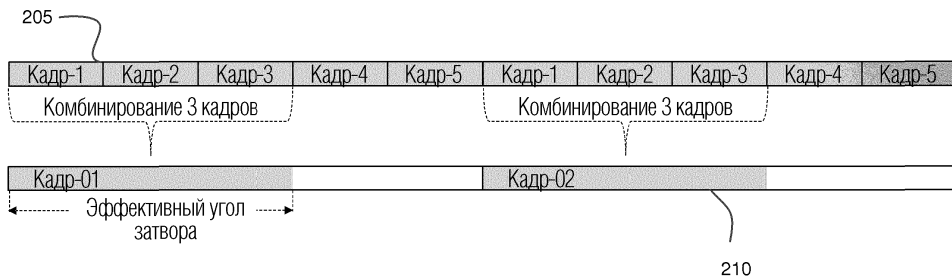 205
Кадр-1 Кадр-2 Кадр-3 Кадр-4 Кадр-5 Кадр-1 Кадр-2 Кадр-3 Кадр-4 Кадр-5
Комбинирование 3 кадров Комбинирование 3 кадров
Кадр-01 Кадр-02
Эффективный угол
затвора
210